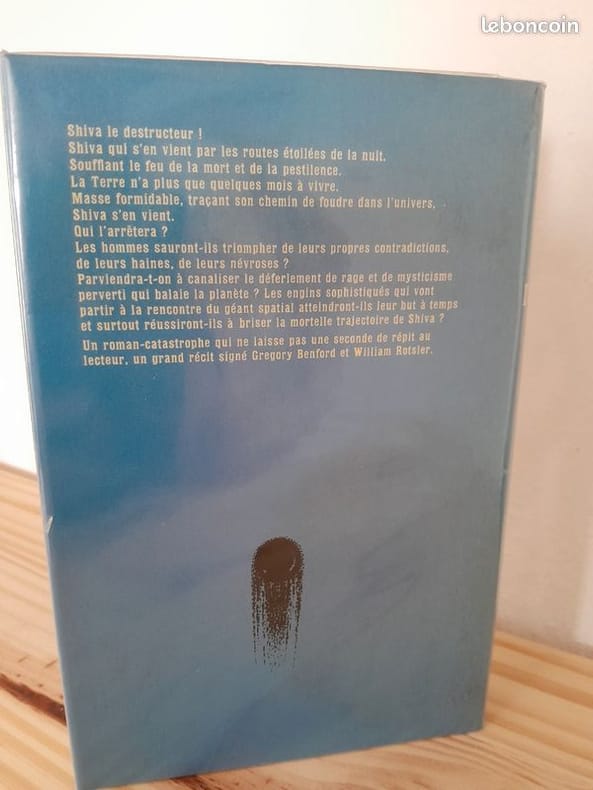 leboncoin
Shiva le destructeur !
Shiva qui s'en vient par les routes étoilées de la nuit.
Soufflant le feu de la mort et de la pestilence.
La Terre n'a plus que quelques mois à vivre.
Masse formidable, traçant son chemin de foudre dans l'univers,
Shiva s'en vient.
Qui l'arrêtera ?
Les hommes sauront-ils triompher de leurs propres contradictions,
de leurs haines, de leurs névroses ?
Parviendra-t-on à canaliser le déferlement de rage et de mysticisme
perverti qui balaie la planète ? Les engins sophistiqués qui vont
partir à la rencontre du géant spatial atteindront-ils leur but à temps
et surtout réussiront-ils à briser la mortelle trajectoire de Shiva ?
Un roman-catastrophe qui ne laisse pas une seconde de répit au
lecteur, un grand récit signé Gregory Benford et William Rotsler.